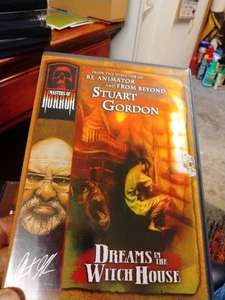 MASTERS OF
HORROR
FROM THE DIRECTOR OF
RE-ANIMATOR AND FROM BEYOND
STUART
GORDON
DREAMS IN THE
WITCH HOUSE